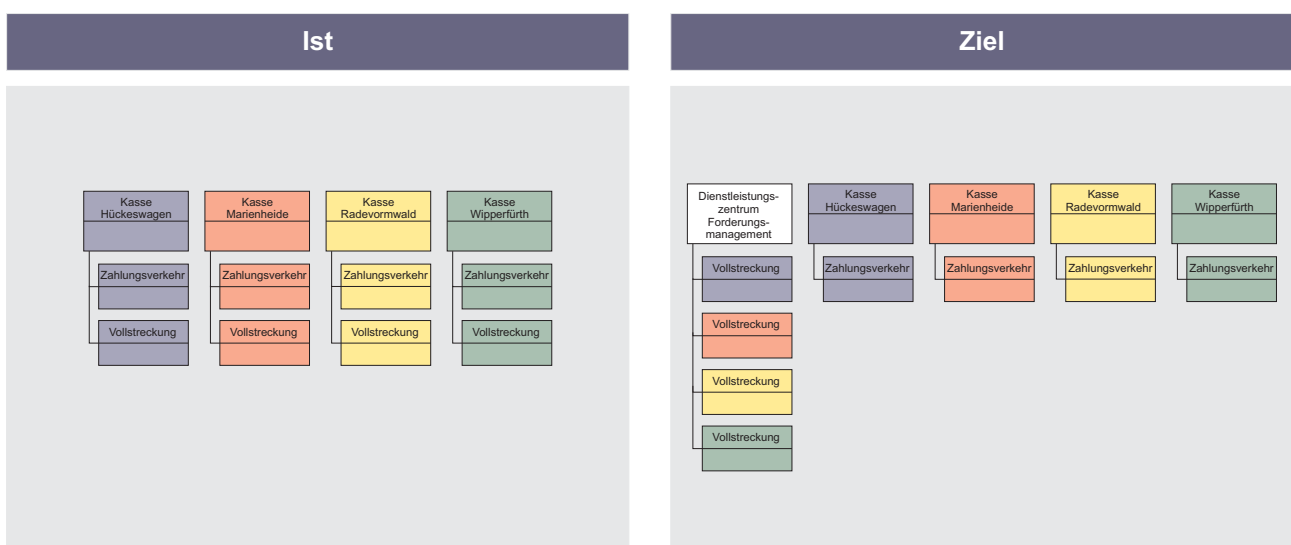 Ist
Kasse
Hückeswagen
Kasse
Marienheide
Kasse
Radevormwald
Kasse
Wipperfürth
Zahlungsverkehr
Zahlungsverkehr
Zahlungsverkehr
Zahlungsverkehr
Vollstreckung
Vollstreckung
Vollstreckung
Vollstreckung
Ziel
Dienstleistungs-
zentrum
Forderungs-
management
Kasse
Hückeswagen
Kasse
Marienheide
Kasse
Radevormwald
Kasse
Wipperfürth
Vollstreckung
Zahlungsverkehr
Zahlungsverkehr
Zahlungsverkehr
Zahlungsverkehr
Vollstreckung
Vollstreckung
Vollstreckung